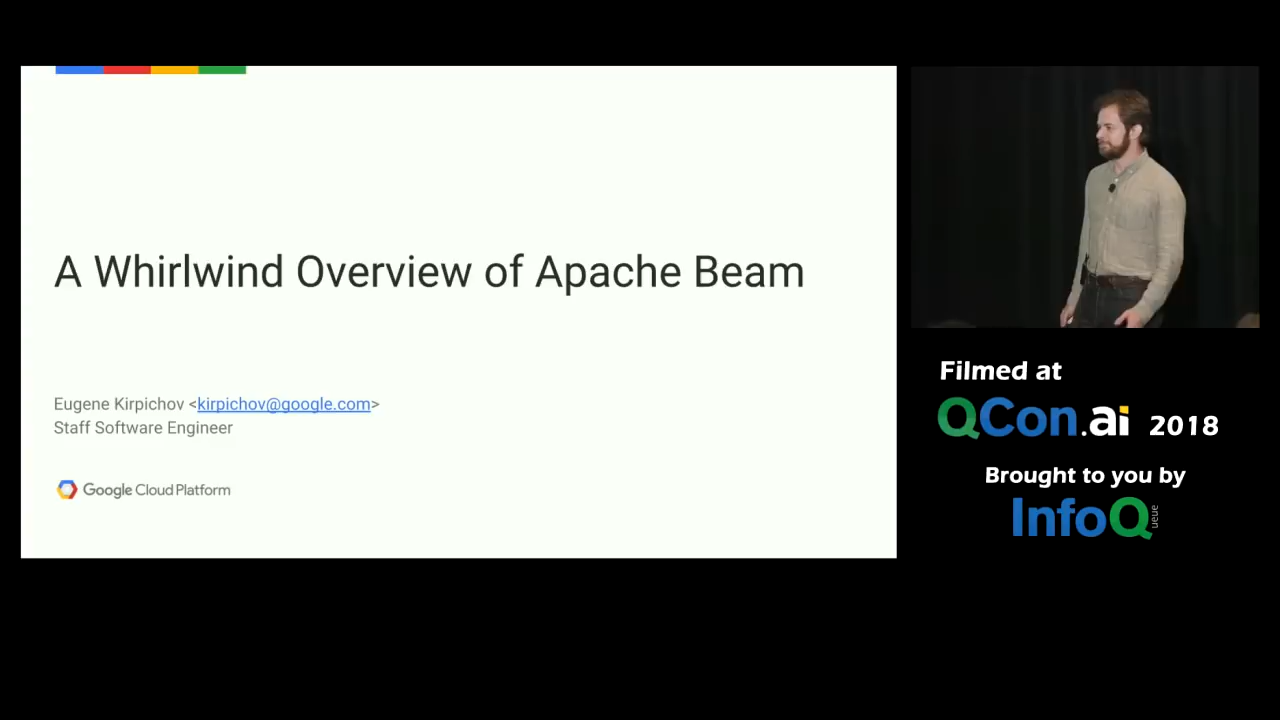 A Whirlwind Overview of Apache Beam
Eugene Kirpichov <kirpichov@google.com>
Staff Software Engineer
Google Cloud Platform
Filmed at
QCon.ai 2018
Brought to you by
InfoQueue